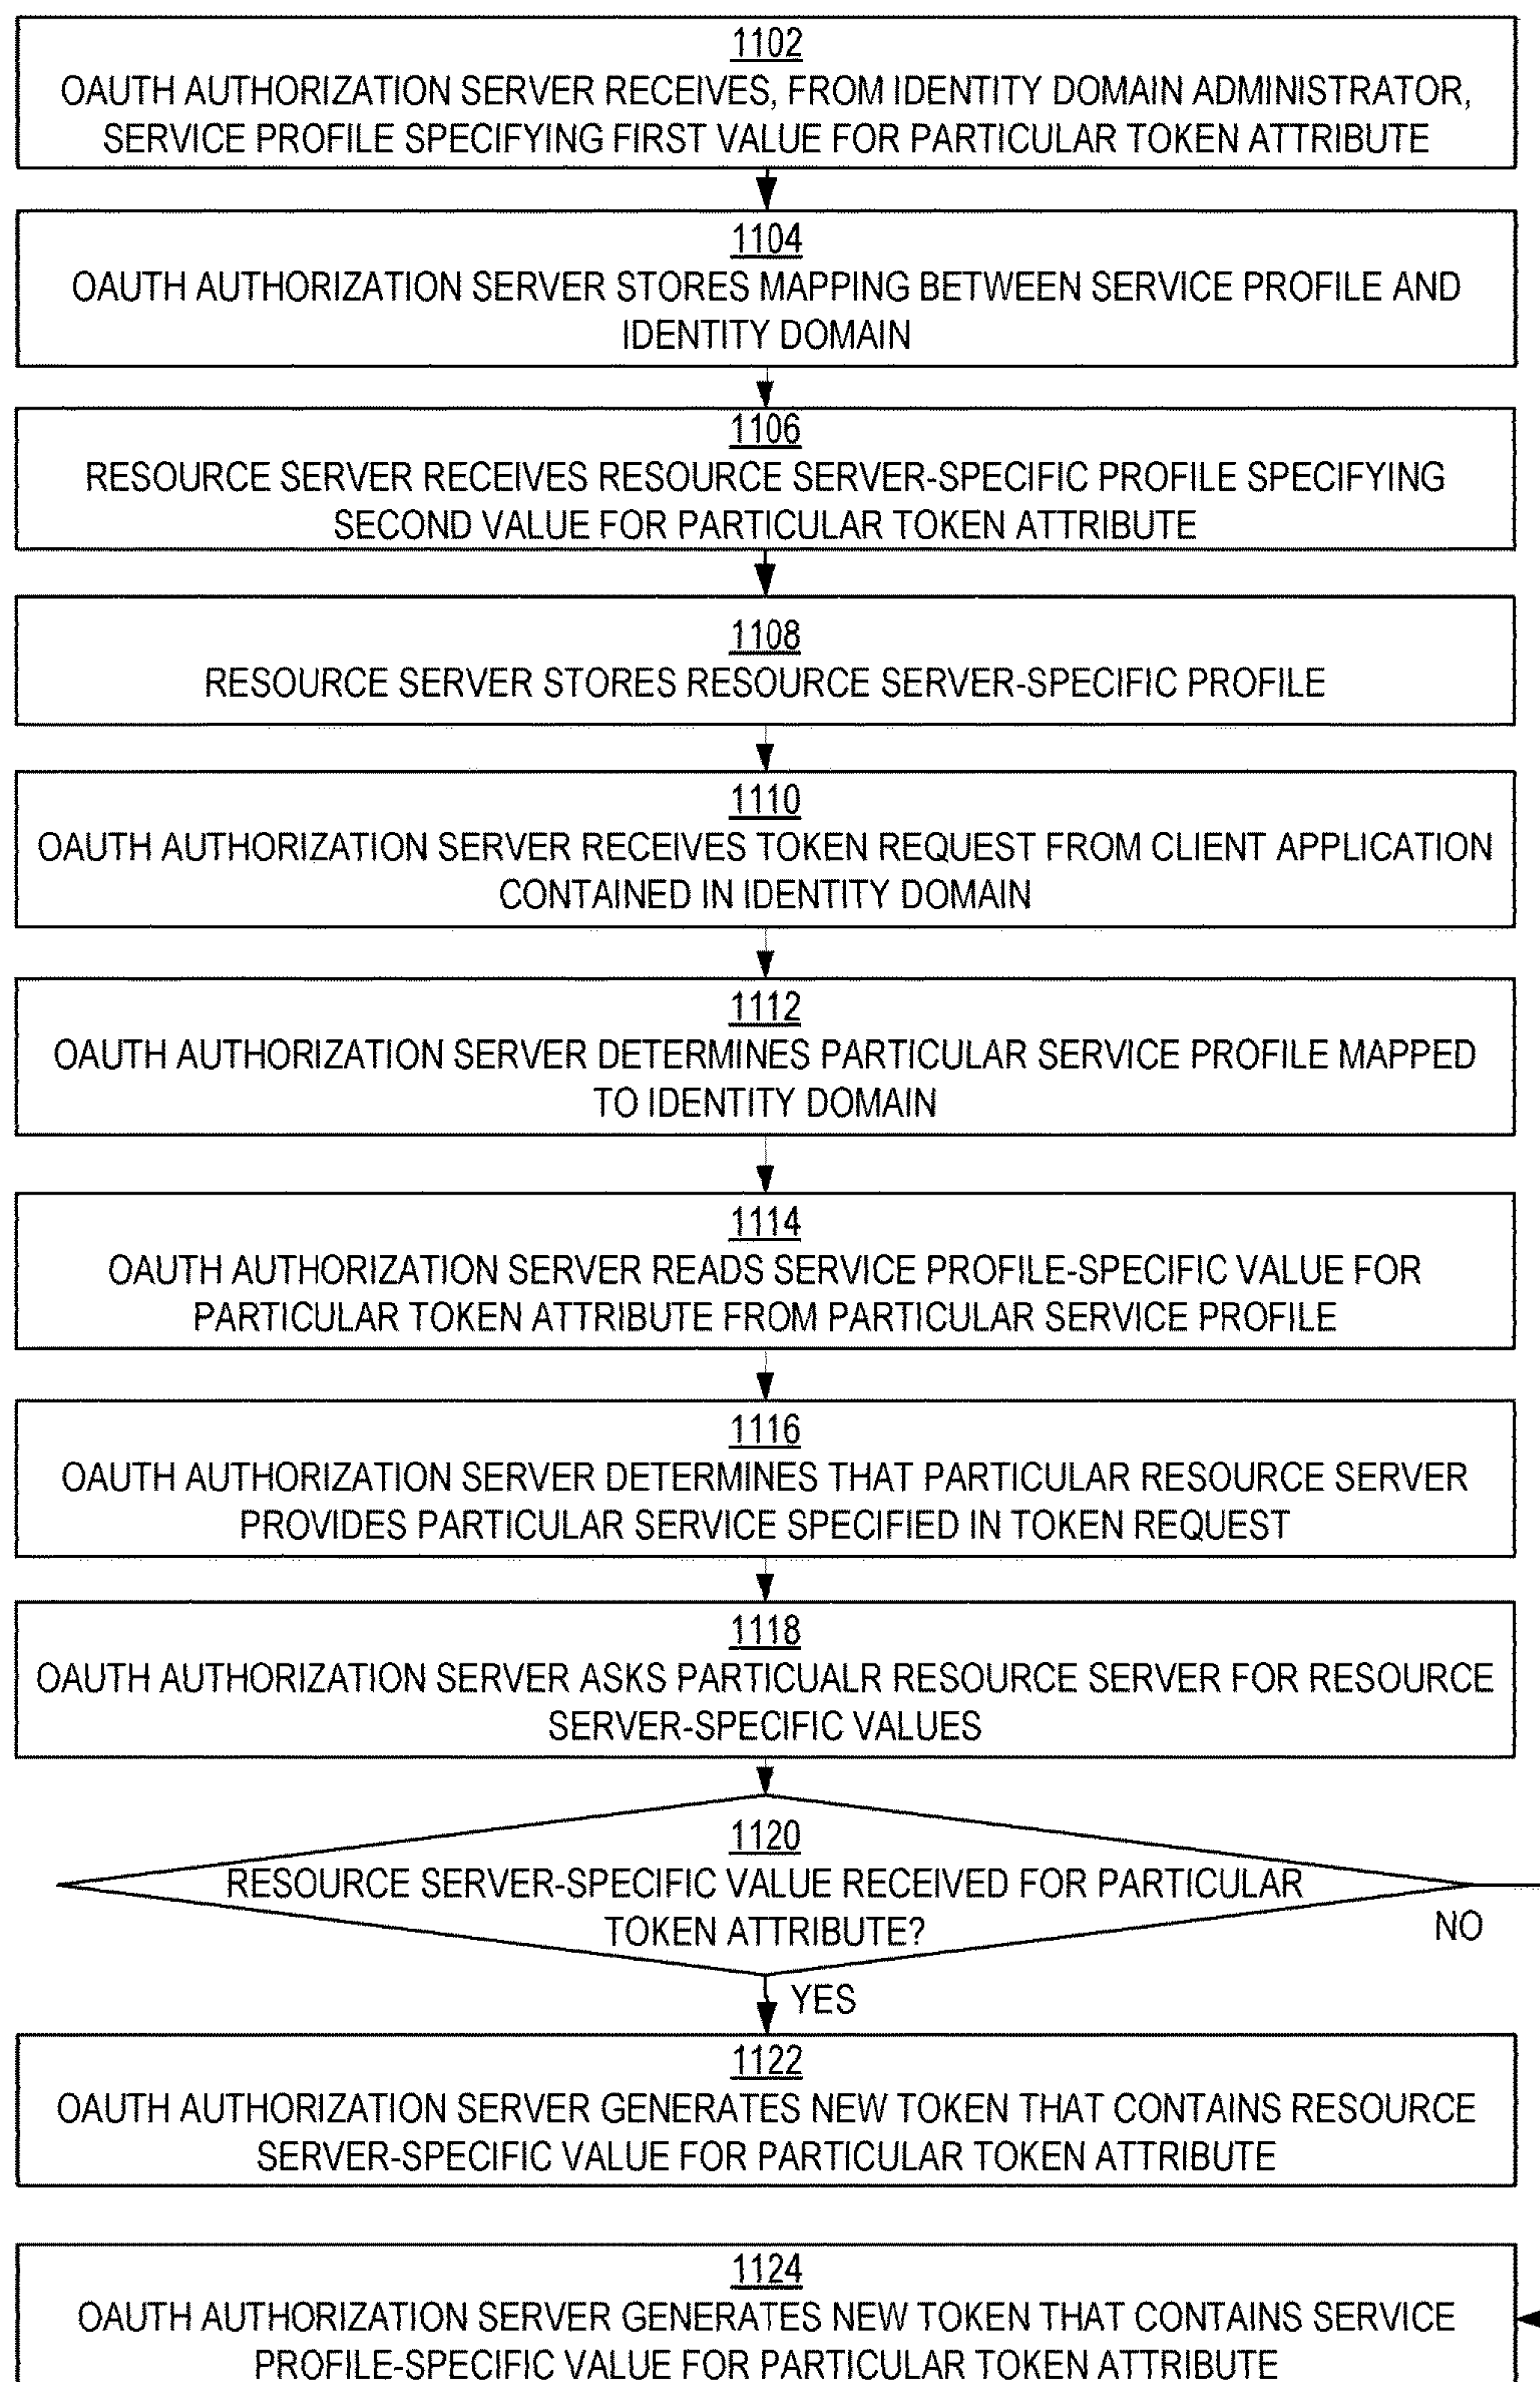 1102
OAUTH AUTHORIZATION SERVER RECEIVES, FROM IDENTITY DOMAIN ADMINISTRATOR,
SERVICE PROFILE SPECIFYING FIRST VALUE FOR PARTICULAR TOKEN ATTRIBUTE
1104
OAUTH AUTHORIZATION SERVER STORES MAPPING BETWEEN SERVICE PROFILE AND
IDENTITY DOMAIN
1106
RESOURCE SERVER RECEIVES RESOURCE SERVER-SPECIFIC PROFILE SPECIFYING
SECOND VALUE FOR PARTICULAR TOKEN ATTRIBUTE
1108
RESOURCE SERVER STORES RESOURCE SERVER-SPECIFIC PROFILE
1110
OAUTH AUTHORIZATION SERVER RECEIVES TOKEN REQUEST FROM CLIENT APPLICATION
CONTAINED IN IDENTITY DOMAIN
1112
OAUTH AUTHORIZATION SERVER DETERMINES PARTICULAR SERVICE PROFILE MAPPED
TO IDENTITY DOMAIN
1114
OAUTH AUTHORIZATION SERVER READS SERVICE PROFILE-SPECIFIC VALUE FOR
PARTICULAR TOKEN ATTRIBUTE FROM PARTICULAR SERVICE PROFILE
1116
OAUTH AUTHORIZATION SERVER DETERMINES THAT PARTICULAR RESOURCE SERVER
PROVIDES PARTICULAR SERVICE SPECIFIED IN TOKEN REQUEST
1118
OAUTH AUTHORIZATION SERVER ASKS PARTICUALR RESOURCE SERVER FOR RESOURCE
SERVER-SPECIFIC VALUES
1120
RESOURCE SERVER-SPECIFIC VALUE RECEIVED FOR PARTICULAR
TOKEN ATTRIBUTE?
NO
YES
1122
OAUTH AUTHORIZATION SERVER GENERATES NEW TOKEN THAT CONTAINS RESOURCE
SERVER-SPECIFIC VALUE FOR PARTICULAR TOKEN ATTRIBUTE
1124
OAUTH AUTHORIZATION SERVER GENERATES NEW TOKEN THAT CONTAINS SERVICE
PROFILE-SPECIFIC VALUE FOR PARTICULAR TOKEN ATTRIBUTE